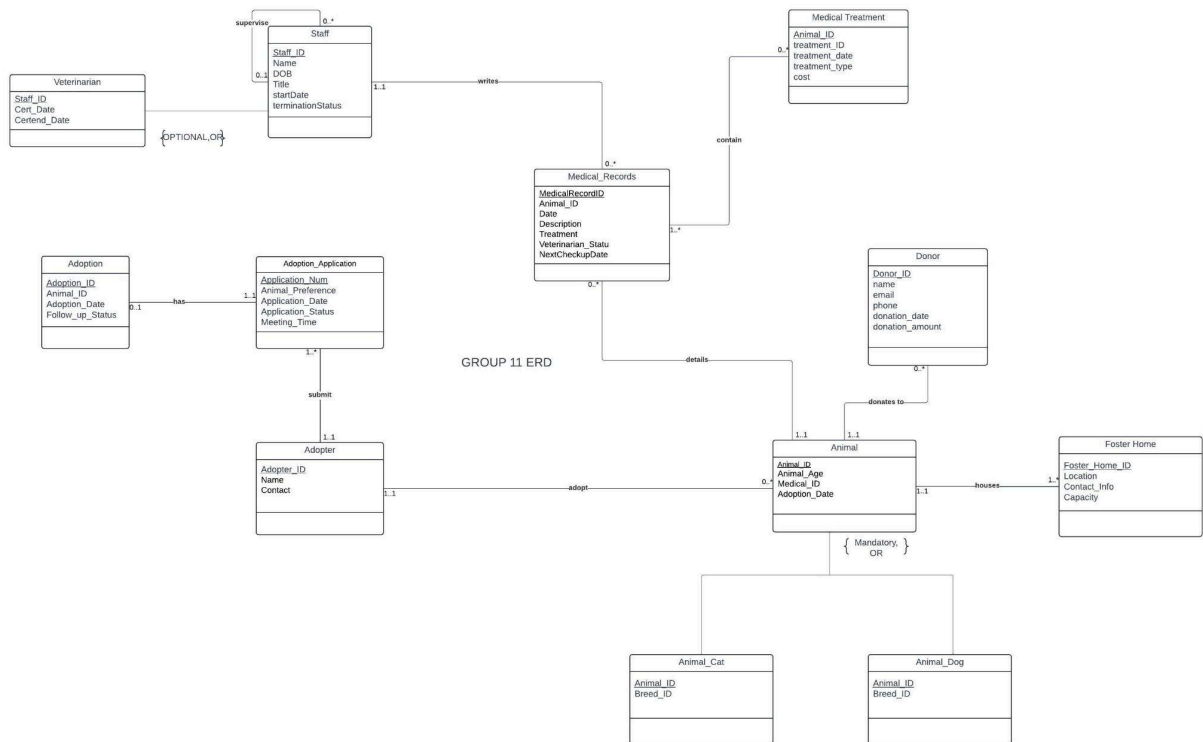 supervise
0..*
Staff
0..1
Staff_ID
Name
DOB
Title
startDate
terminationStatus
1..1
writes
0..*
Veterinarian
Staff_ID
Cert_Date
Certend_Date
{OPTIONAL,OR}
Medical Treatment
Animal_ID
treatment_ID
treatment_date
treatment_type
cost
0..*
contain
1..*
Medical_Records
MedicalRecordID
Animal_ID
Date
Description
Treatment
Veterinarian_Statu
NextCheckupDate
0..*
details
1..1
Adoption
Adoption_ID
Animal_ID
Adoption_Date
Follow_up_Status
0..1
has
1..1
Adoption_Application
Application_Num
Animal_Preference
Application_Date
Application_Status
Meeting_Time
1..*
submit
1..1
GROUP 11 ERD
Donor
Donor_ID
name
email
phone
donation_date
donation_amount
0..*
donates to
1..1
Adopter
Adopter_ID
Name
Contact
1..1
adopt
0..*
Animal
Animal_ID
Animal_Age
Medical_ID
Adoption_Date
1..1
houses
1..*
Foster Home
Foster_Home_ID
Location
Contact_Info
Capacity
{ Mandatory, }
OR
Animal_Cat
Animal_ID
Breed_ID
Animal_Dog
Animal_ID
Breed_ID